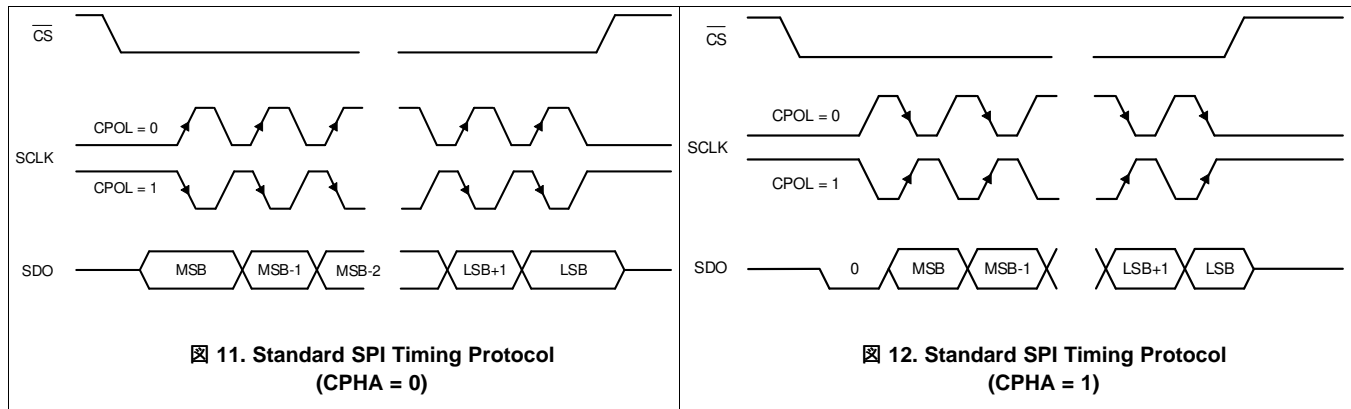 CS
CPOL = 0
SCLK
CPOL = 1
SDO
MSB
MSB-1
MSB-2
LSB+1
LSB
図 11. Standard SPI Timing Protocol
(CPHA = 0)
CS
CPOL = 0
SCLK
CPOL = 1
SDO
0
MSB
MSB-1
LSB+1
LSB
図 12. Standard SPI Timing Protocol
(CPHA = 1)